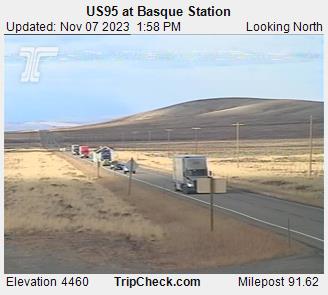 US95 at Basque Station
Updated: Nov 07 2023 1:58 PM Looking North
Elevation 4460 TripCheck.com Milepost 91.62